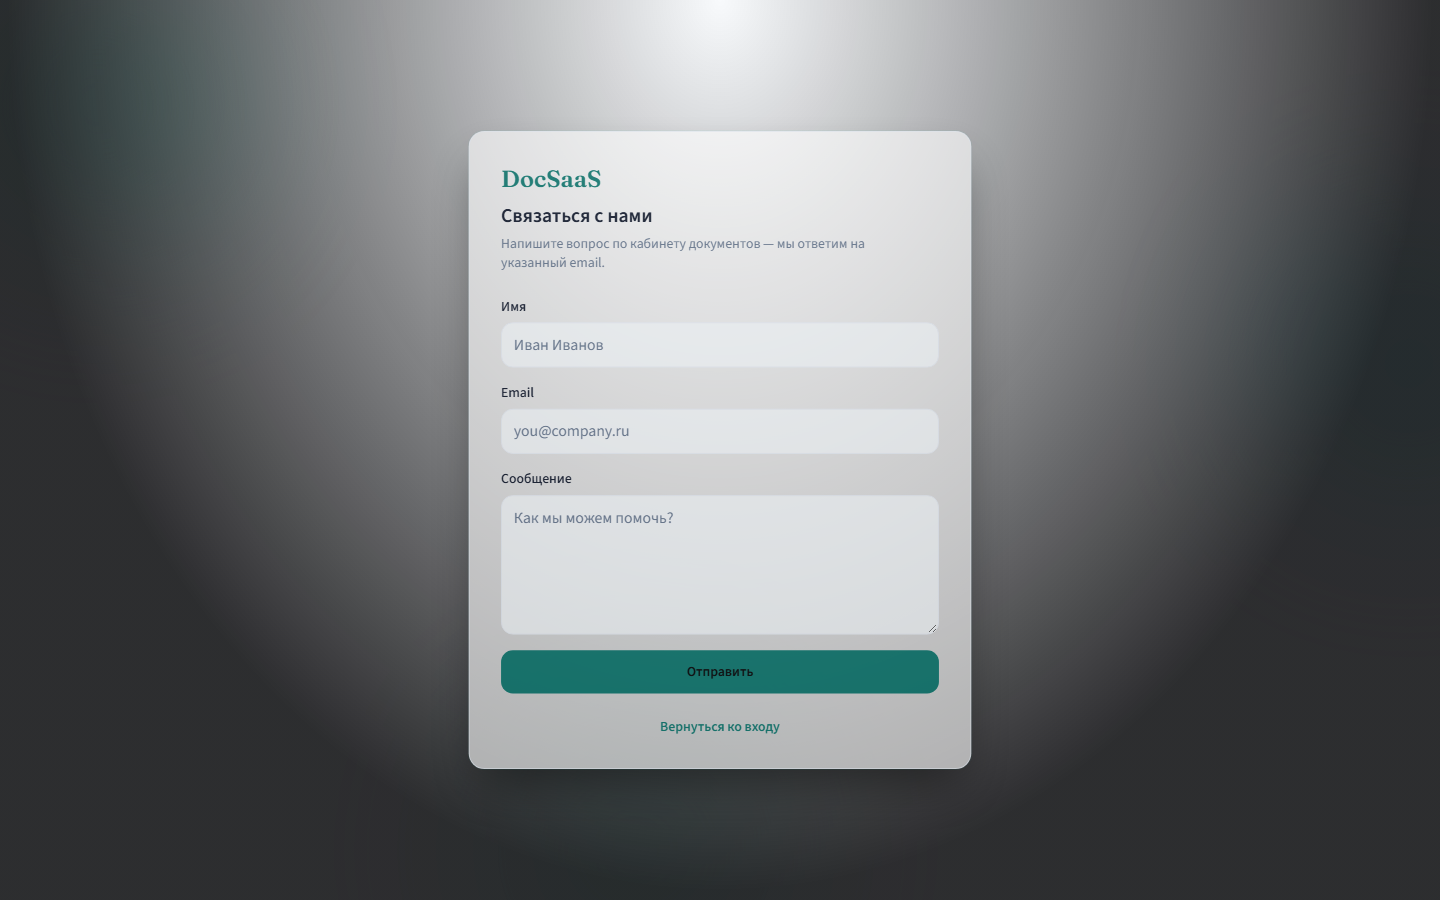 DocSaaS
Связаться с нами
Напишите вопрос по кабинету документов — мы ответим на
указанный email.
Имя
Иван Иванов
Email
you@company.ru
Сообщение
Как мы можем помочь?
Отправить
Вернуться ко входу